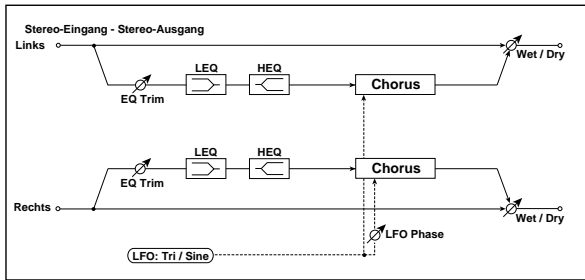 Stereo-Eingang - Stereo-Ausgang
Links
Wet / Dry
EQ Trim
LEQ
HEQ
Chorus
LEQ
HEQ
EQ Trim
Chorus
Rechts
Wet / Dry
LFO Phase
LFO: Tri / Sine